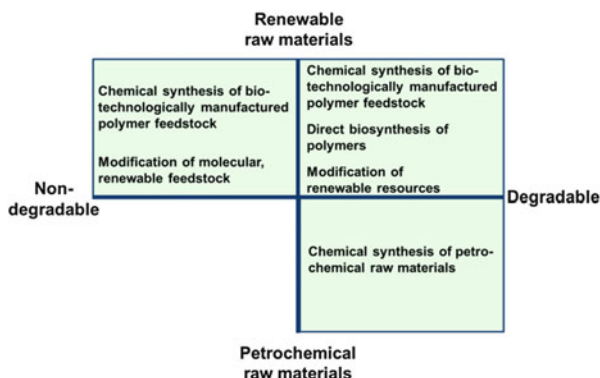 Renewable
raw materials
Chemical synthesis of bio-
technologically manufactured
polymer feedstock
Modification of molecular,
renewable feedstock
Chemical synthesis of bio-
technologically manufactured
polymer feedstock
Direct biosynthesis of
polymers
Modification of
renewable resources
Non-
degradable
Degradable
Chemical synthesis of petro-
chemical raw materials
Petrochemical
raw materials